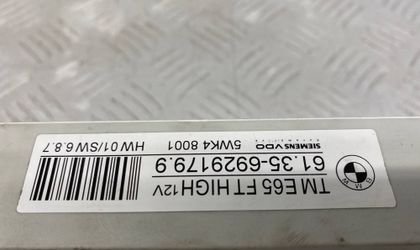 TM E65 FT HIGH 12V
61.35-6929179.9
SIEMENS VDO
Automotive
5WK4 8001
HW 01/SW 6.8.7
BMW